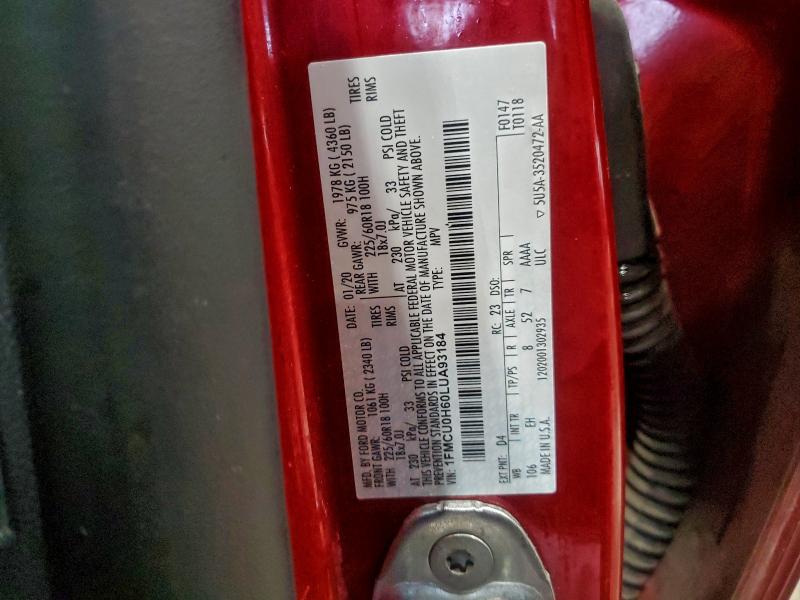 MFD. BY FORD MOTOR CO.
DATE: 01/20 GVWR: 1978 KG ( 4360 LB)
FRONT GAWR: 1061 KG ( 2340 LB) REAR GAWR: 975 KG ( 2150 LB)
WITH 225/60R18 100H TIRES WITH 225/60R18 100H TIRES
18x7.0J RIMS 18x7.0J RIMS
AT 230 kPa/ 33 PSI COLD AT 230 kPa/ 33 PSI COLD
THIS VEHICLE CONFORMS TO ALL APPLICABLE FEDERAL MOTOR VEHICLE SAFETY AND THEFT
PREVENTION STANDARDS IN EFFECT ON THE DATE OF MANUFACTURE SHOWN ABOVE.
VIN: 1FMCU0H60LUA93184 TYPE: MPV
F0147
T0118
EXT PNT: D4 RC: 23 DSO:
WB INT TR TP/PS R AXLE TR SPR
106 EH 8 52 7 AAAA
ULC
MADE IN U.S.A. 1202001302935 ▽ 5U5A-3520472-AA